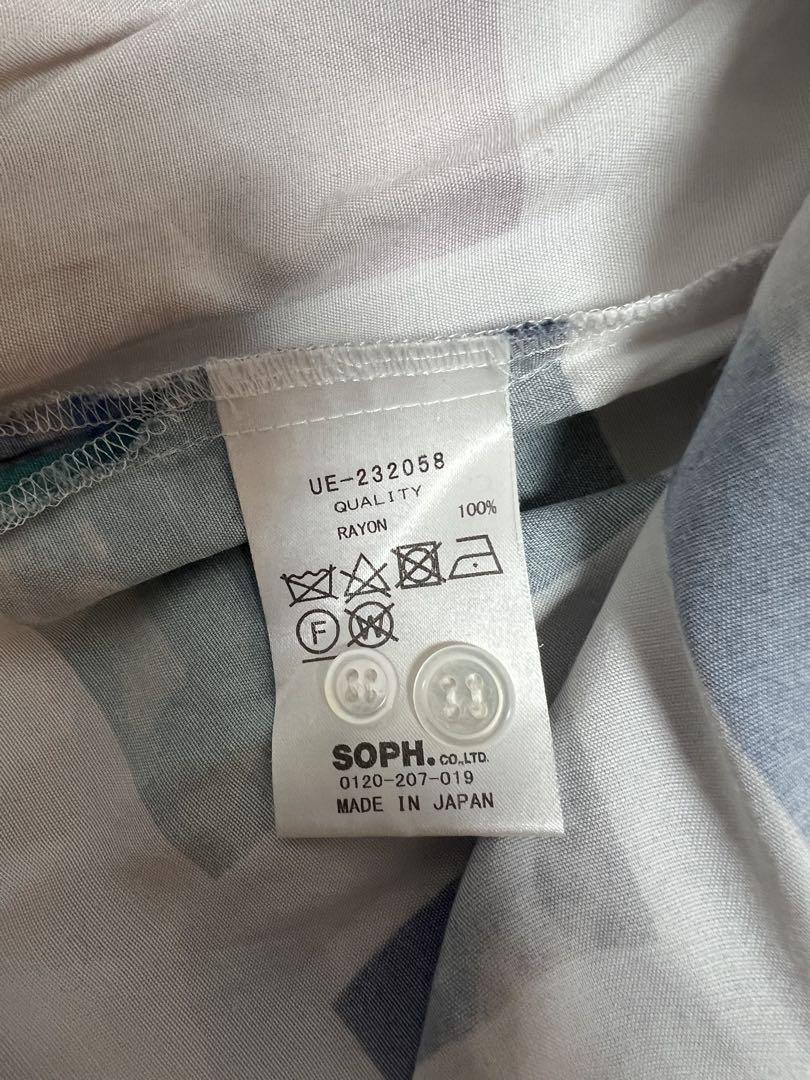 UE-232058
QUALITY
RAYON 100%
F W
SOPH. CO.,LTD.
0120-207-019
MADE IN JAPAN